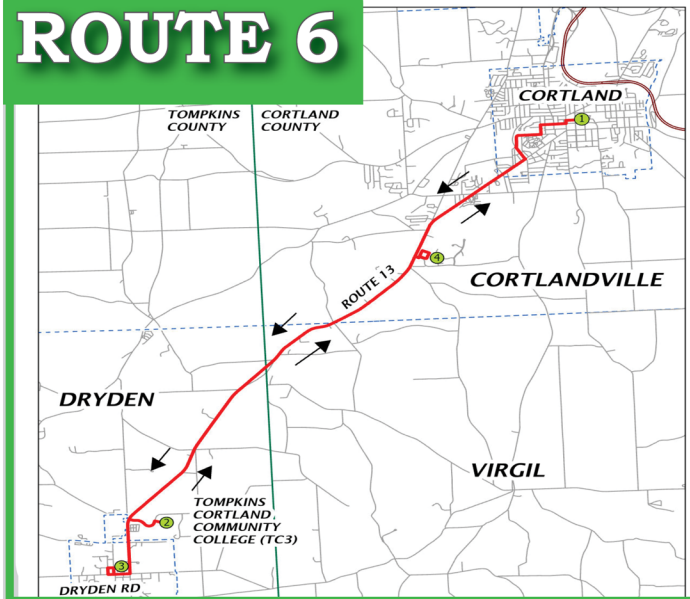 ROUTE 6
CORTLAND
TOMPKINS
COUNTY
CORTLAND
COUNTY
1
4
ROUTE 13
CORTLANDVILLE
DRYDEN
VIRGIL
TOMPKINS
CORTLAND
COMMUNITY
COLLEGE (TC3)
2
3
DRYDEN RD